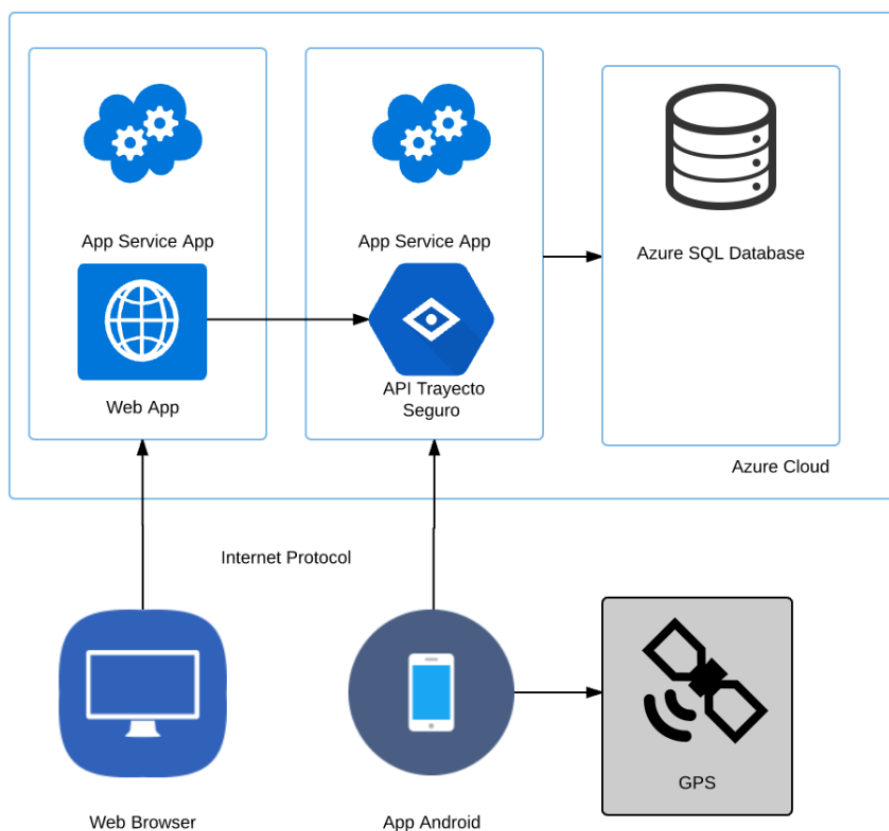 App Service App
App Service App
Azure SQL Database
Web App
API Trayecto
Seguro
Azure Cloud
Internet Protocol
Web Browser
App Android
GPS